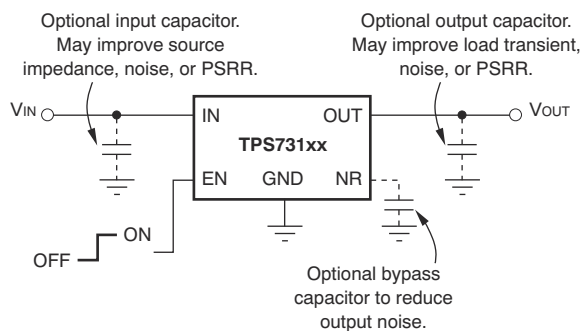 Optional input capacitor.
May improve source
impedance, noise, or PSRR.
Optional output capacitor.
May improve load transient,
noise, or PSRR.
VIN
IN
OUT
VOUT
TPS731xx
EN
GND
NR
OFF
ON
Optional bypass
capacitor to reduce
output noise.